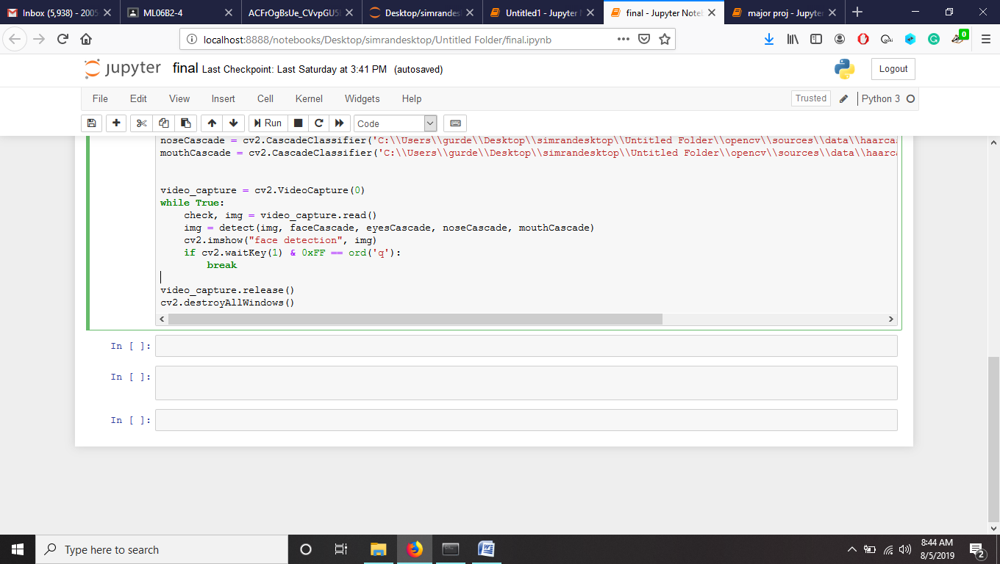 Inbox (5,938) - 2005
ML06B2-4
ACFrOgBsUe_CVvpGU5
Desktop/simrandes
Untitled1 - Jupyter N
final - Jupyter Noteb
major proj - Jupyter
localhost:8888/notebooks/Desktop/simrandesktop/Untitled Folder/final.ipynb
0
jupyter final Last Checkpoint: Last Saturday at 3:41 PM (autosaved)
Logout
File Edit View Insert Cell Kernel Widgets Help
Trusted
Python 3
Run
Code
noseCascade = cv2.CascadeClassifier('C:\\Users\\gurde\\Desktop\\simrandesktop\\Untitled Folder\\opencv\\sources\\data\\haarcas
mouthCascade = cv2.CascadeClassifier('C:\\Users\\gurde\\Desktop\\simrandesktop\\Untitled Folder\\opencv\\sources\\data\\haarca
video_capture = cv2.VideoCapture(0)
while True:
    check, img = video_capture.read()
    img = detect(img, faceCascade, eyesCascade, noseCascade, mouthCascade)
    cv2.imshow("face detection", img)
    if cv2.waitKey(1) & 0xFF == ord('q'):
        break
video_capture.release()
cv2.destroyAllWindows()
In [ ]:
In [ ]:
In [ ]:
Type here to search
8:44 AM
8/5/2019
2